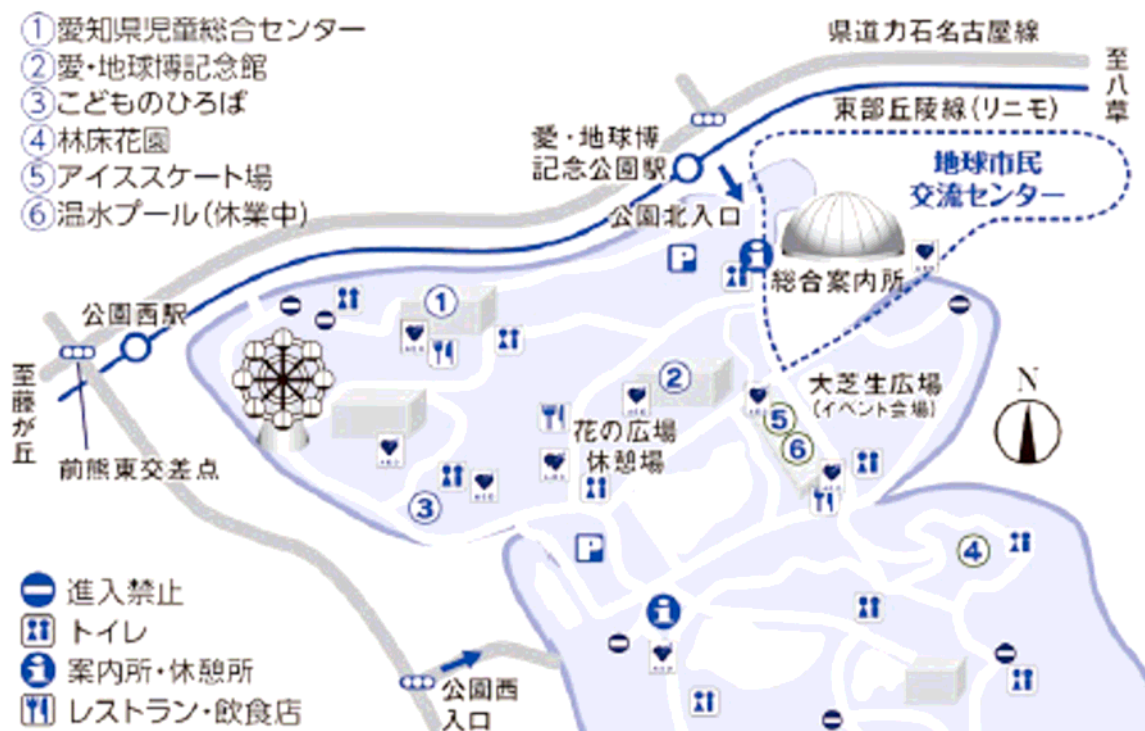 ①愛知県児童総合センター
②愛・地球博記念館
③こどものひろば
④林床花園
⑤アイススケート場
⑥温水プール(休業中)
県道力石名古屋線
至八草
東部丘陵線(リニモ)
愛・地球博
記念公園駅
地球市民
交流センター
公園北入口
P
総合案内所
公園西駅
①
②
大芝生広場
(イベント会場)
N
至藤が丘
⑤
⑥
花の広場
休憩場
前熊東交差点
③
P
④
進入禁止
トイレ
案内所・休憩所
レストラン・飲食店
公園西
入口